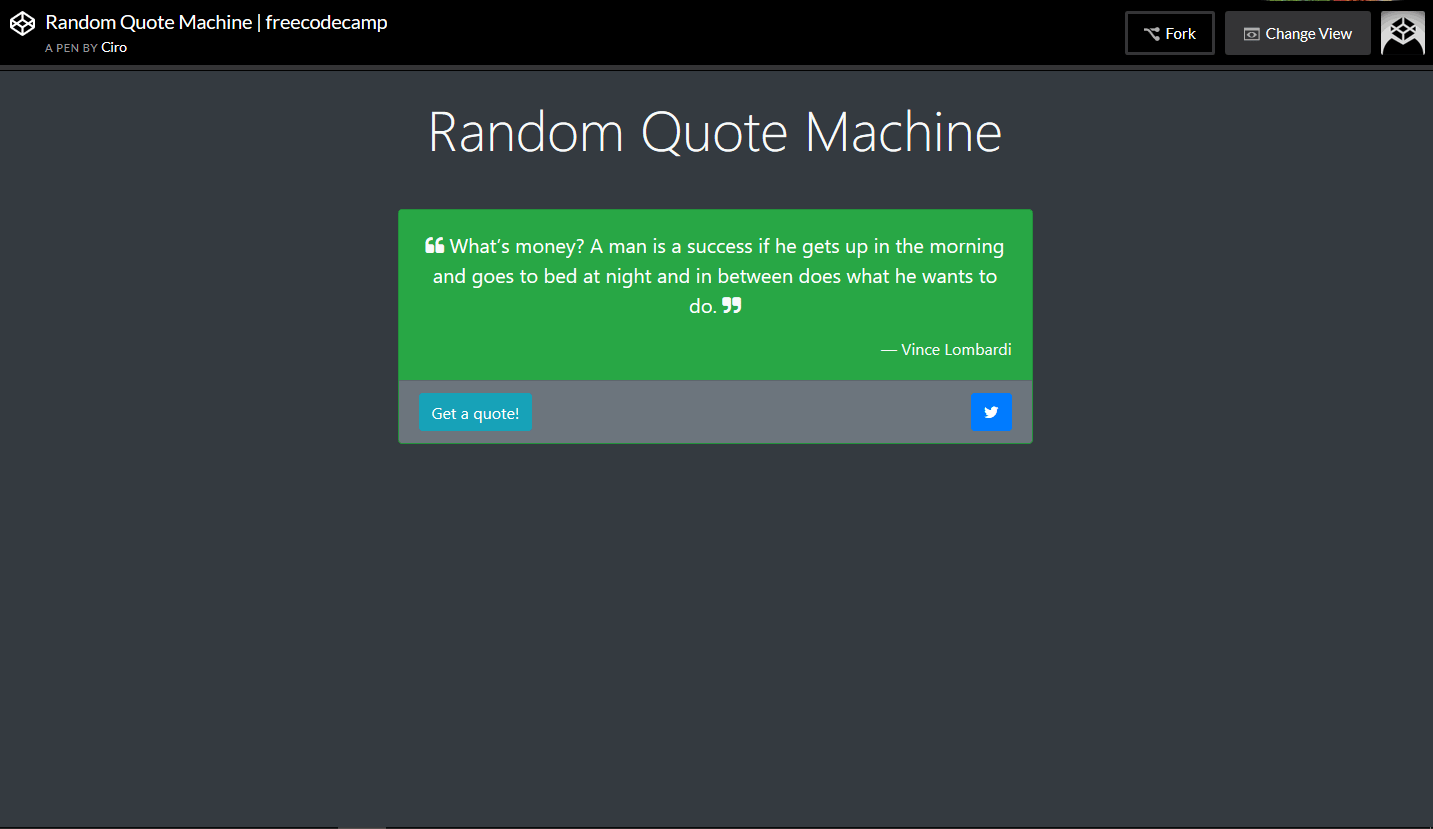 Random Quote Machine | freecodecamp
A PEN BY Ciro
Fork
Change View
Random Quote Machine
❝ What's money? A man is a success if he gets up in the morning
and goes to bed at night and in between does what he wants to
do. ❞
— Vince Lombardi
Get a quote!